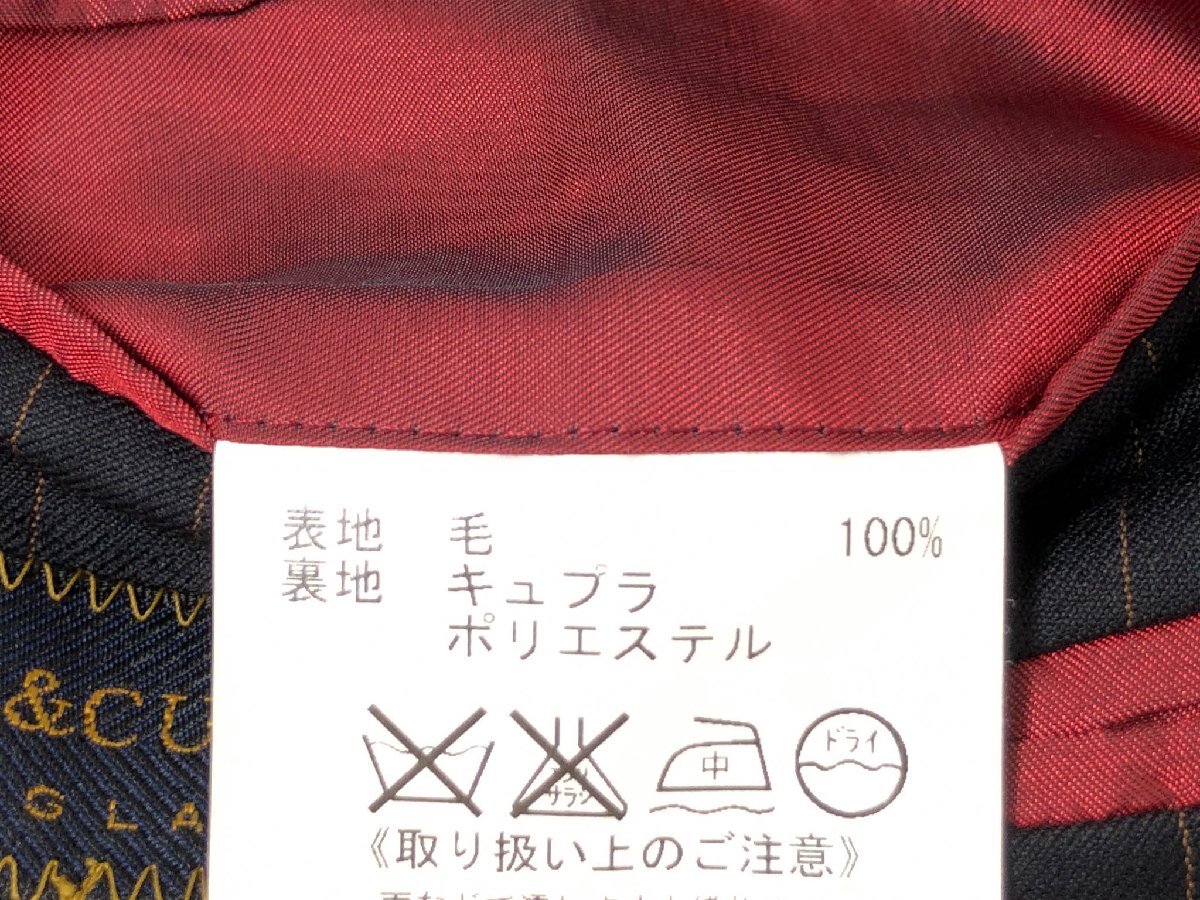 表地 毛 100%
裏地 キュプラ
ポリエステル
中
ドライ
《取り扱い上のご注意》
&CU
GLA